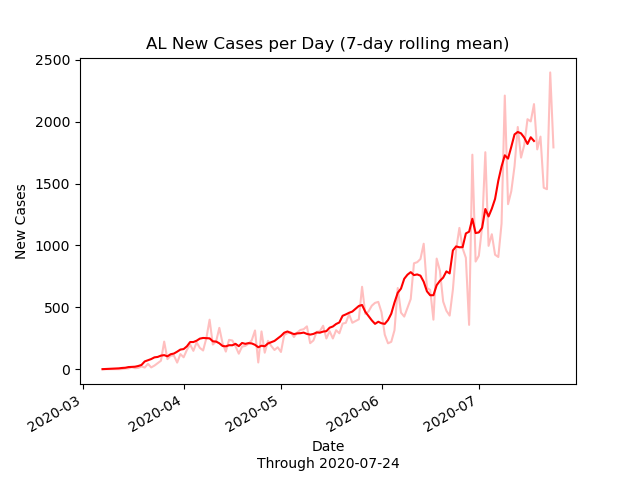 AL New Cases per Day (7-day rolling mean)
2500
2000
1500
1000
500
0
New Cases
2020-03
2020-04
2020-05
2020-06
2020-07
Date
Through 2020-07-24